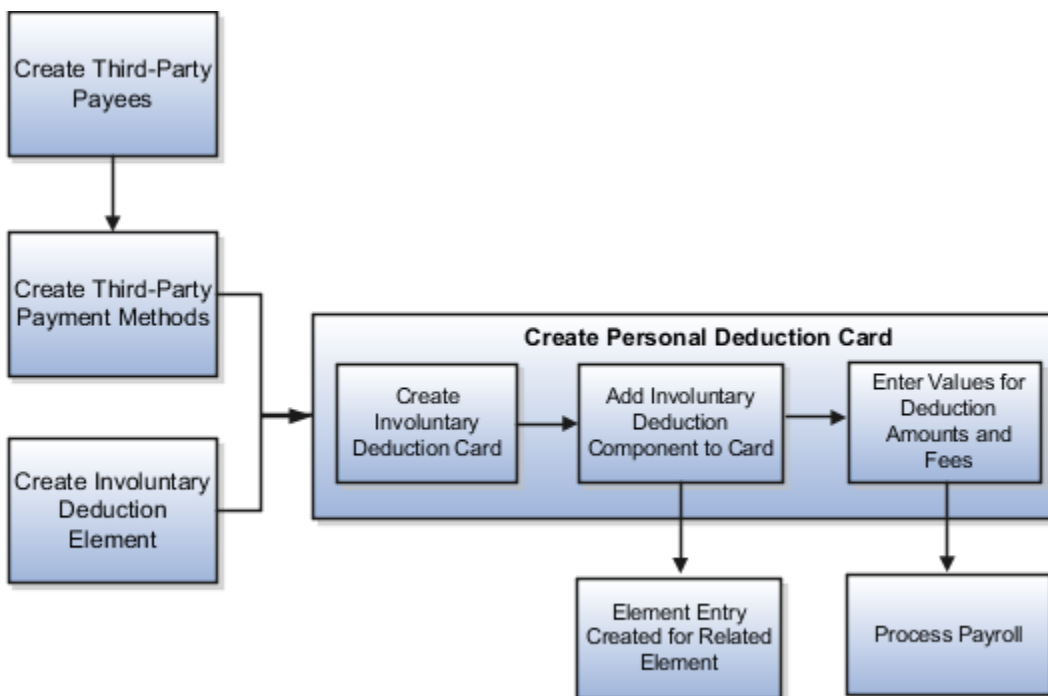 Create Third-Party
Payees
Create Third-Party
Payment Methods
Create Involuntary
Deduction
Element
Create Personal Deduction Card
Create
Involuntary
Deduction Card
Add Involuntary
Deduction
Component to Card
Enter Values for
Deduction
Amounts and
Fees
Element Entry
Created for Related
Element
Process Payroll